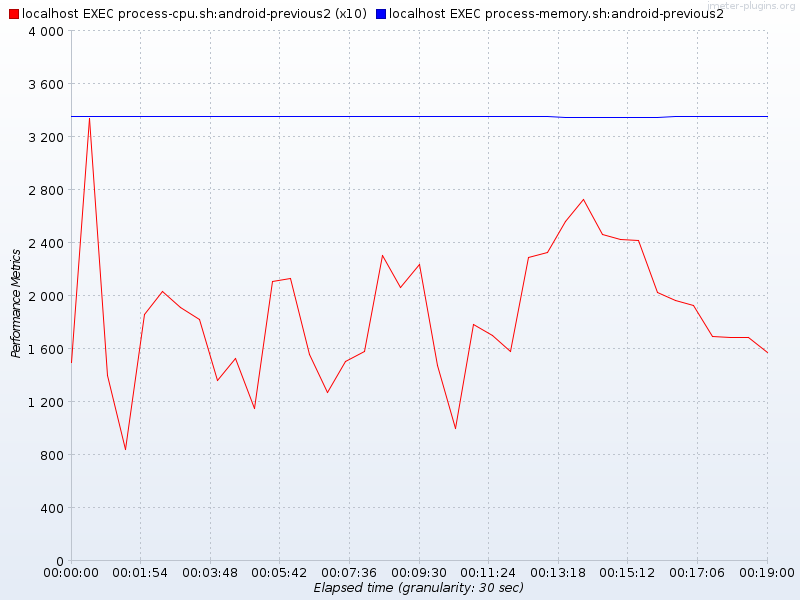 jmeter-plugins.org
localhost EXEC process-cpu.sh:android-previous2 (x10) localhost EXEC process-memory.sh:android-previous2
4 000
3 600
3 200
2 800
2 400
2 000
1 600
1 200
800
400
0
Performance Metrics
00:00:00 00:01:54 00:03:48 00:05:42 00:07:36 00:09:30 00:11:24 00:13:18 00:15:12 00:17:06 00:19:00
Elapsed time (granularity: 30 sec)